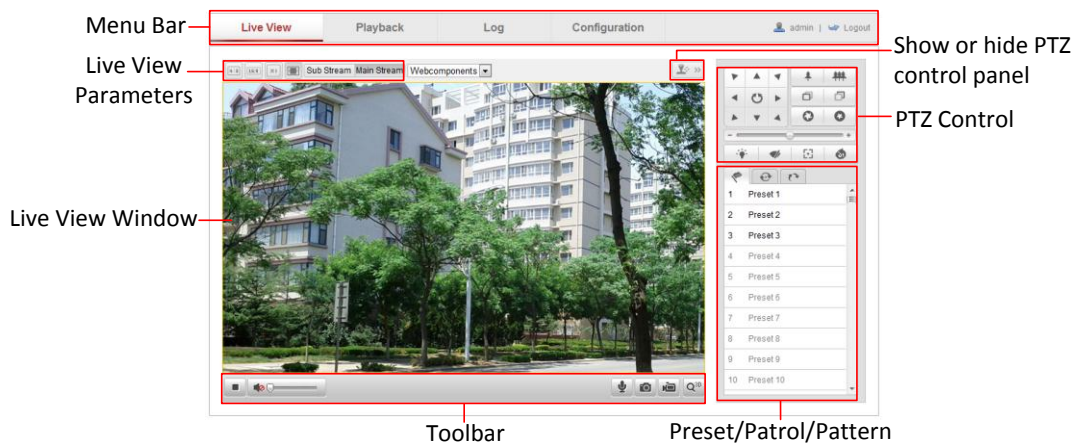 Menu Bar
Live View
Playback
Log
Configuration
admin | Logout
Live View
Parameters
Sub Stream
Main Stream
Webcomponents
Show or hide PTZ
control panel
PTZ Control
Live View Window
1 Preset 1
2 Preset 2
3 Preset 3
4 Preset 4
5 Preset 5
6 Preset 6
7 Preset 7
8 Preset 8
9 Preset 9
10 Preset 10
Toolbar
Preset/Patrol/Pattern